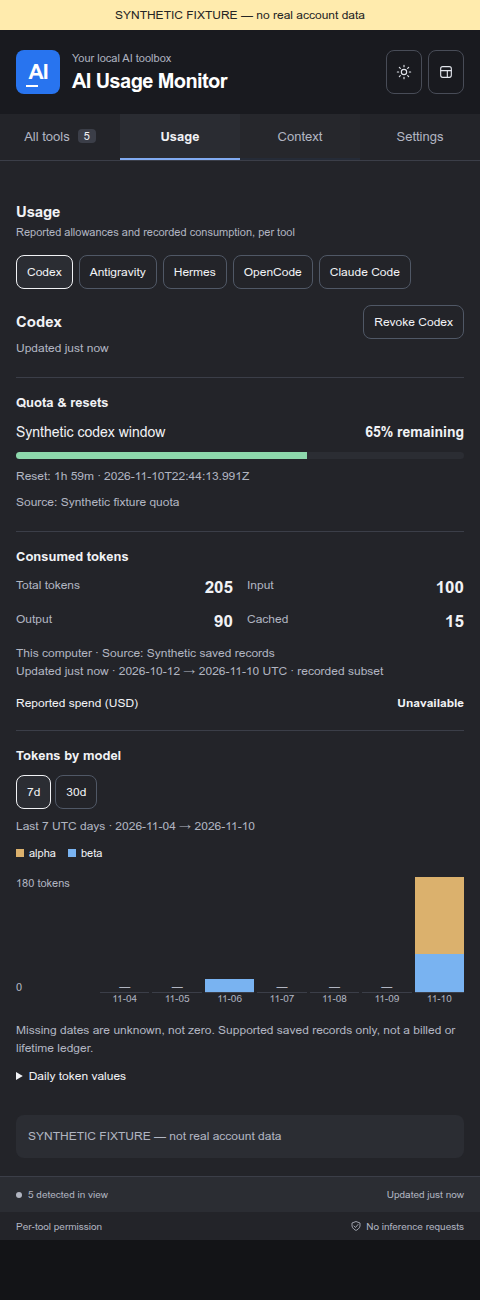 SYNTHETIC FIXTURE — no real account data
AI
Your local AI toolbox
AI Usage Monitor
All tools 5
Usage
Context
Settings
Usage
Reported allowances and recorded consumption, per tool
Codex
Antigravity
Hermes
OpenCode
Claude Code
Codex
Revoke Codex
Updated just now
Quota & resets
Synthetic codex window
65% remaining
Reset: 1h 59m · 2026-11-10T22:44:13.991Z
Source: Synthetic fixture quota
Consumed tokens
Total tokens 205
Input 100
Output 90
Cached 15
This computer · Source: Synthetic saved records
Updated just now · 2026-10-12 → 2026-11-10 UTC · recorded subset
Reported spend (USD)
Unavailable
Tokens by model
7d
30d
Last 7 UTC days · 2026-11-04 → 2026-11-10
alpha
beta
180 tokens
0
— — — — —
11-04 11-05 11-06 11-07 11-08 11-09 11-10
Missing dates are unknown, not zero. Supported saved records only, not a billed or
lifetime ledger.
Daily token values
SYNTHETIC FIXTURE — not real account data
5 detected in view
Updated just now
Per-tool permission
No inference requests